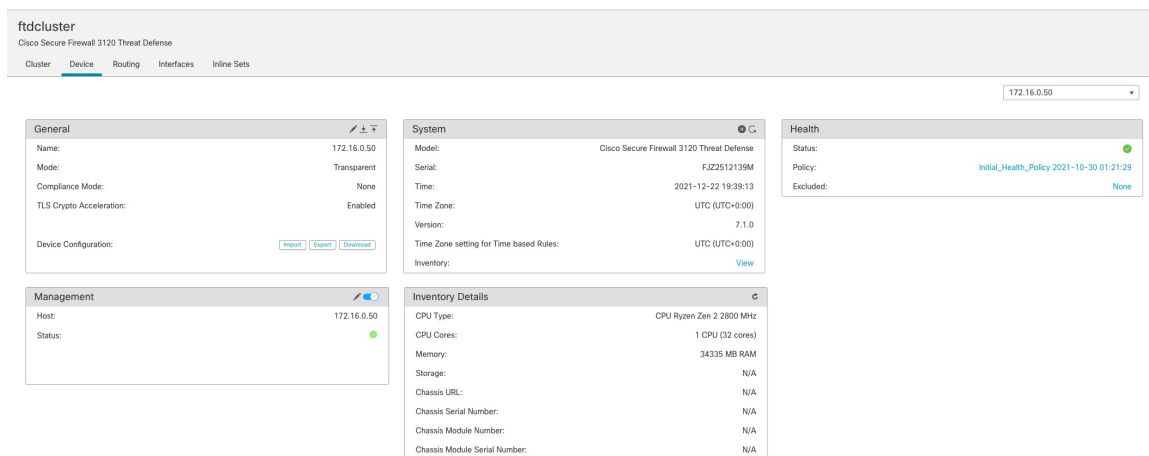 ftdcluster
Cisco Secure Firewall 3120 Threat Defense
Cluster Device Routing Interfaces Inline Sets
172.16.0.50
General
Name: 172.16.0.50
Mode: Transparent
Compliance Mode: None
TLS Crypto Acceleration: Enabled
Device Configuration: Import Export Download
System
Model: Cisco Secure Firewall 3120 Threat Defense
Serial: FJZ2512139M
Time: 2021-12-22 19:39:13
Time Zone: UTC (UTC+0:00)
Version: 7.1.0
Time Zone setting for Time based Rules: UTC (UTC+0:00)
Inventory: View
Health
Status:
Policy: Initial_Health_Policy 2021-10-30 01:21:29
Excluded: None
Management
Host: 172.16.0.50
Status:
Inventory Details
CPU Type: CPU Ryzen Zen 2 2800 MHz
CPU Cores: 1 CPU (32 cores)
Memory: 34335 MB RAM
Storage: N/A
Chassis URL: N/A
Chassis Serial Number: N/A
Chassis Module Number: N/A
Chassis Module Serial Number: N/A